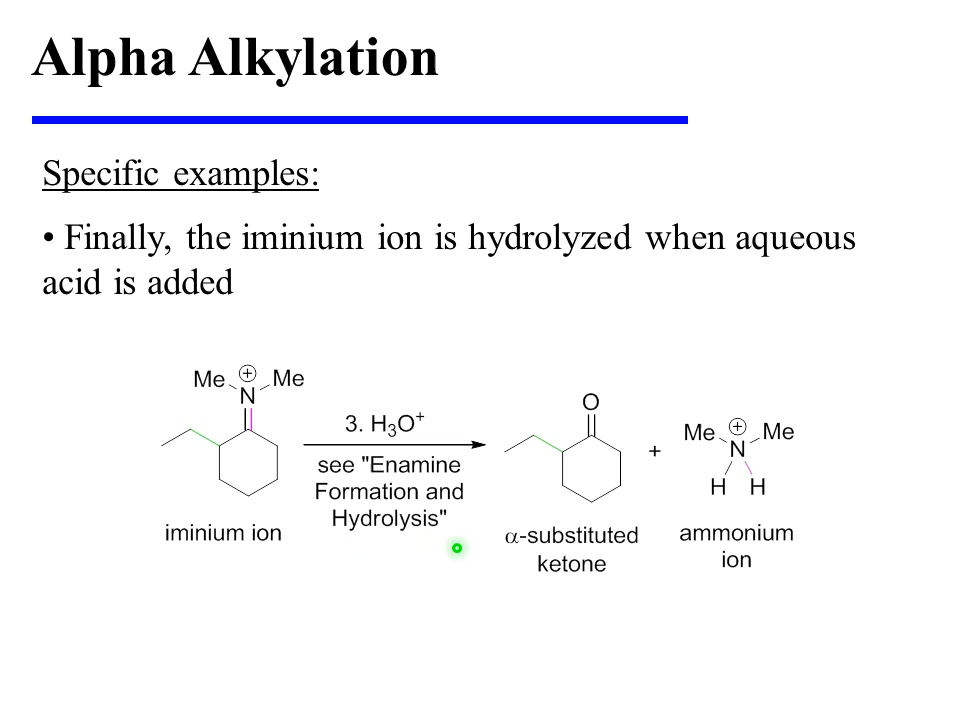 Alpha Alkylation
Specific examples:
• Finally, the iminium ion is hydrolyzed when aqueous
acid is added
Me ⊕ Me
N
3. H₃O⁺
see "Enamine
Formation and
Hydrolysis"
iminium ion
O
α-substituted
ketone
+
Me ⊕ Me
N
H H
ammonium
ion